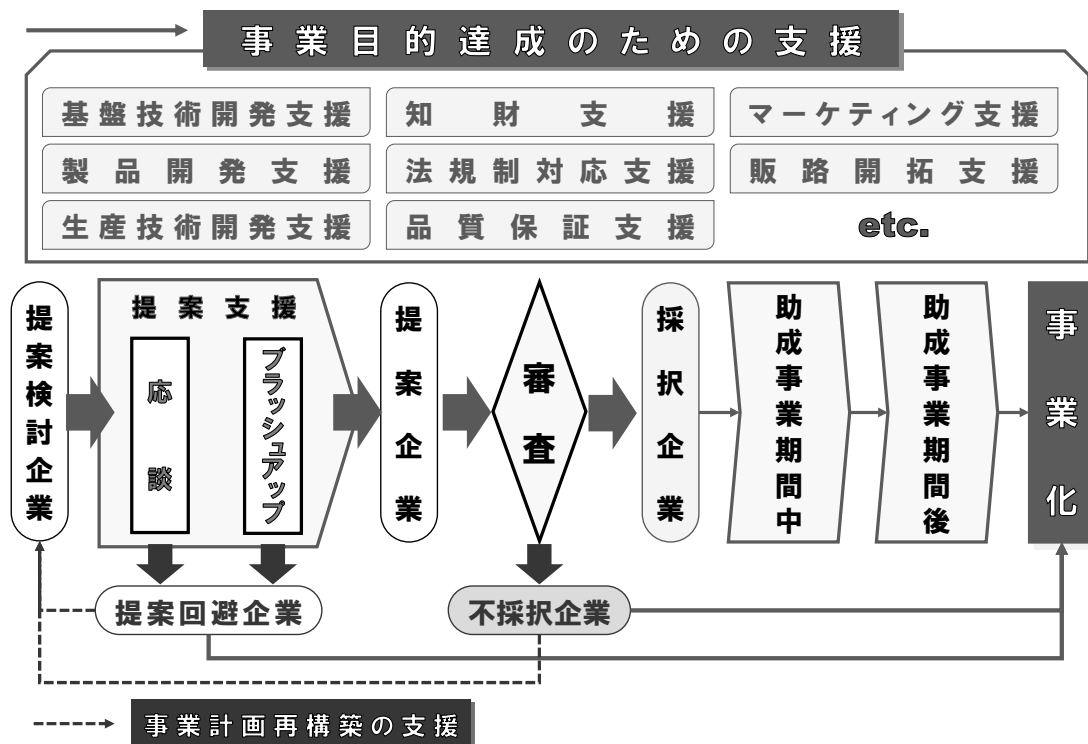 事業目的達成のための支援
基盤技術開発支援
知財支援
マーケティング支援
製品開発支援
法規制対応支援
販路開拓支援
生産技術開発支援
品質保証支援
etc.
提案検討企業
提案支援
応談
ブラッシュアップ
提案企業
審査
採択企業
助成事業期間中
助成事業期間後
事業化
提案回避企業
不採択企業
事業計画再構築の支援